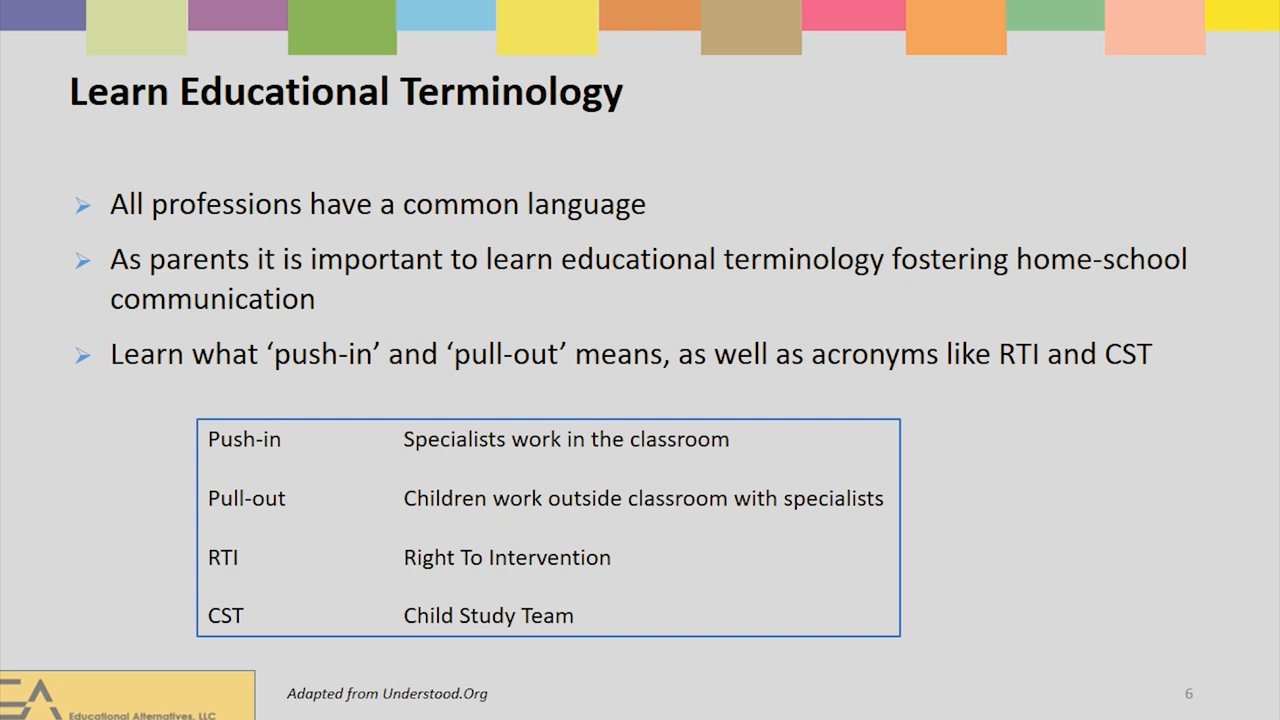 Learn Educational Terminology
All professions have a common language
As parents it is important to learn educational terminology fostering home-school
communication
Learn what ‘push-in’ and ‘pull-out’ means, as well as acronyms like RTI and CST
Push-in Specialists work in the classroom
Pull-out Children work outside classroom with specialists
RTI Right To Intervention
CST Child Study Team
EA
Educational Alternatives, LLC
Adapted from Understood.Org
6